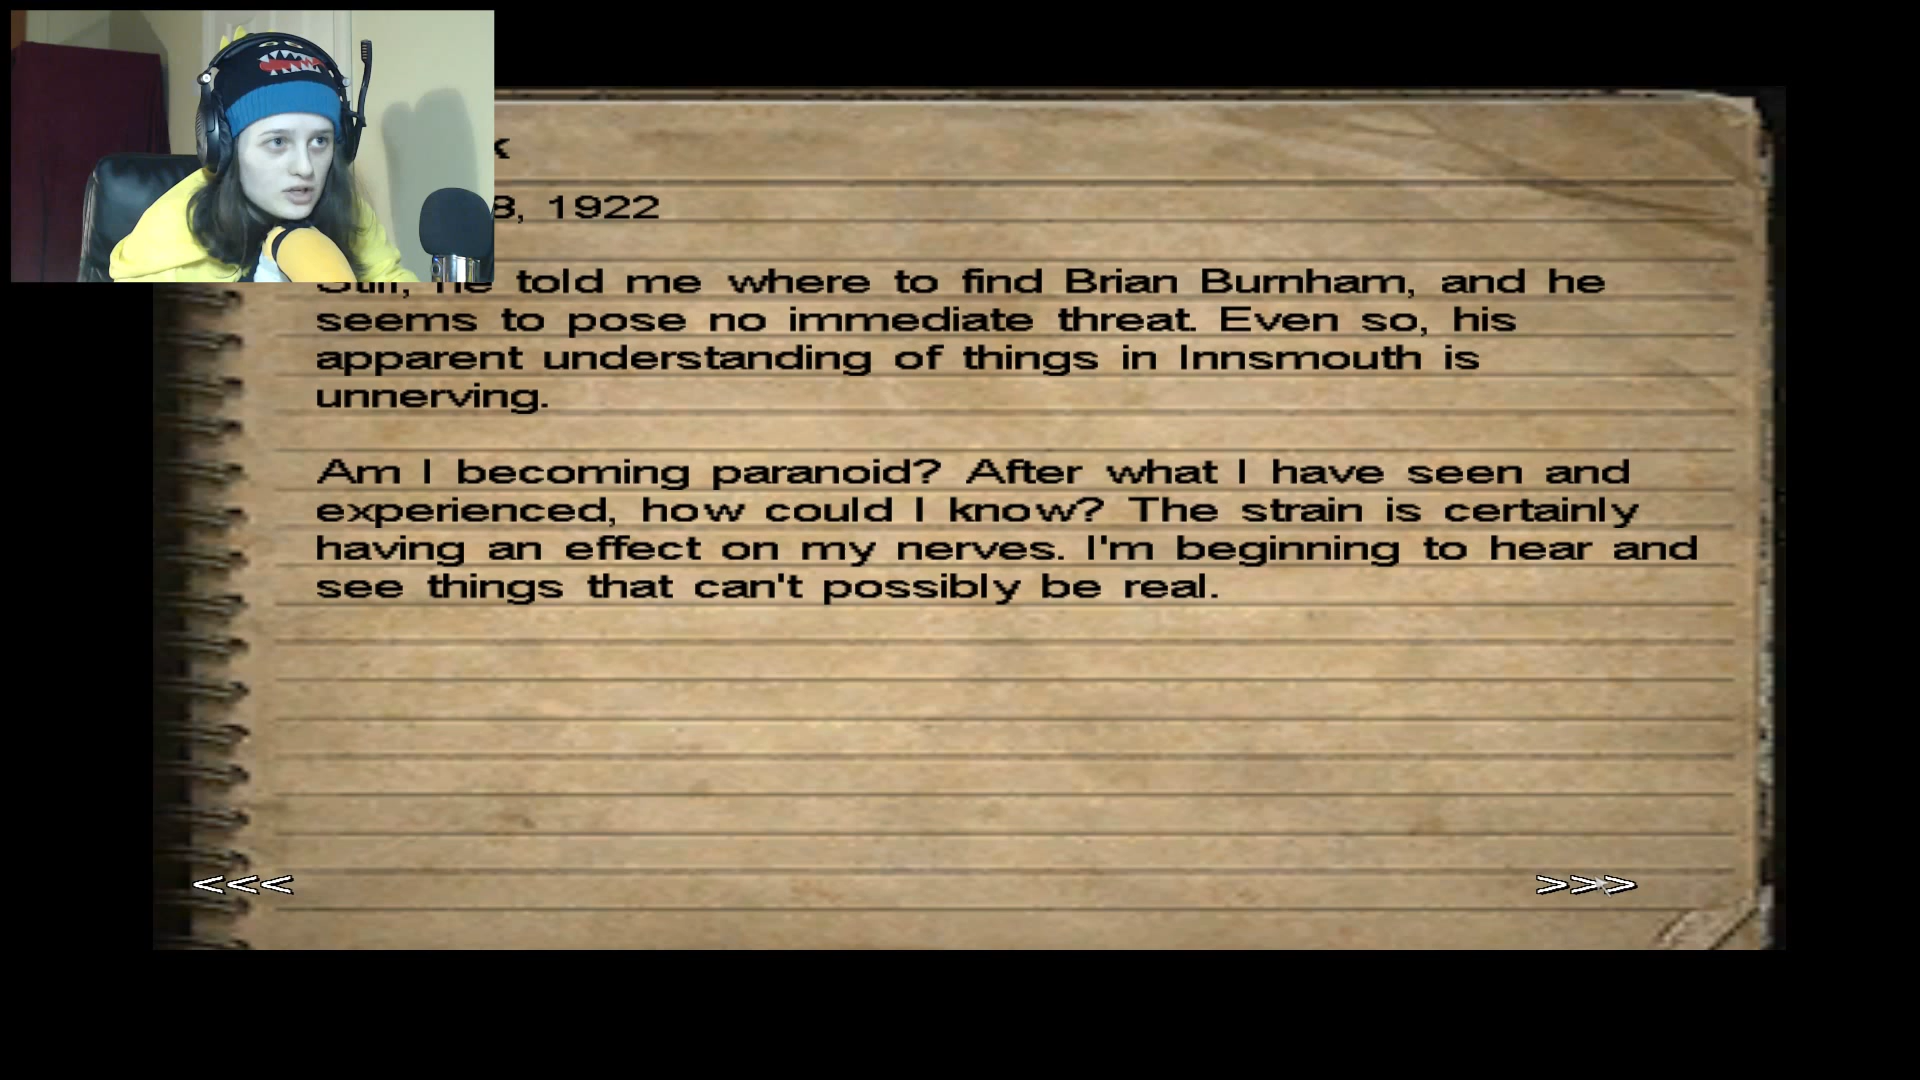 8, 1922
Still, he told me where to find Brian Burnham, and he
seems to pose no immediate threat. Even so, his
apparent understanding of things in Innsmouth is
unnerving.
Am I becoming paranoid? After what I have seen and
experienced, how could I know? The strain is certainly
having an effect on my nerves. I'm beginning to hear and
see things that can't possibly be real.
<<< >>>